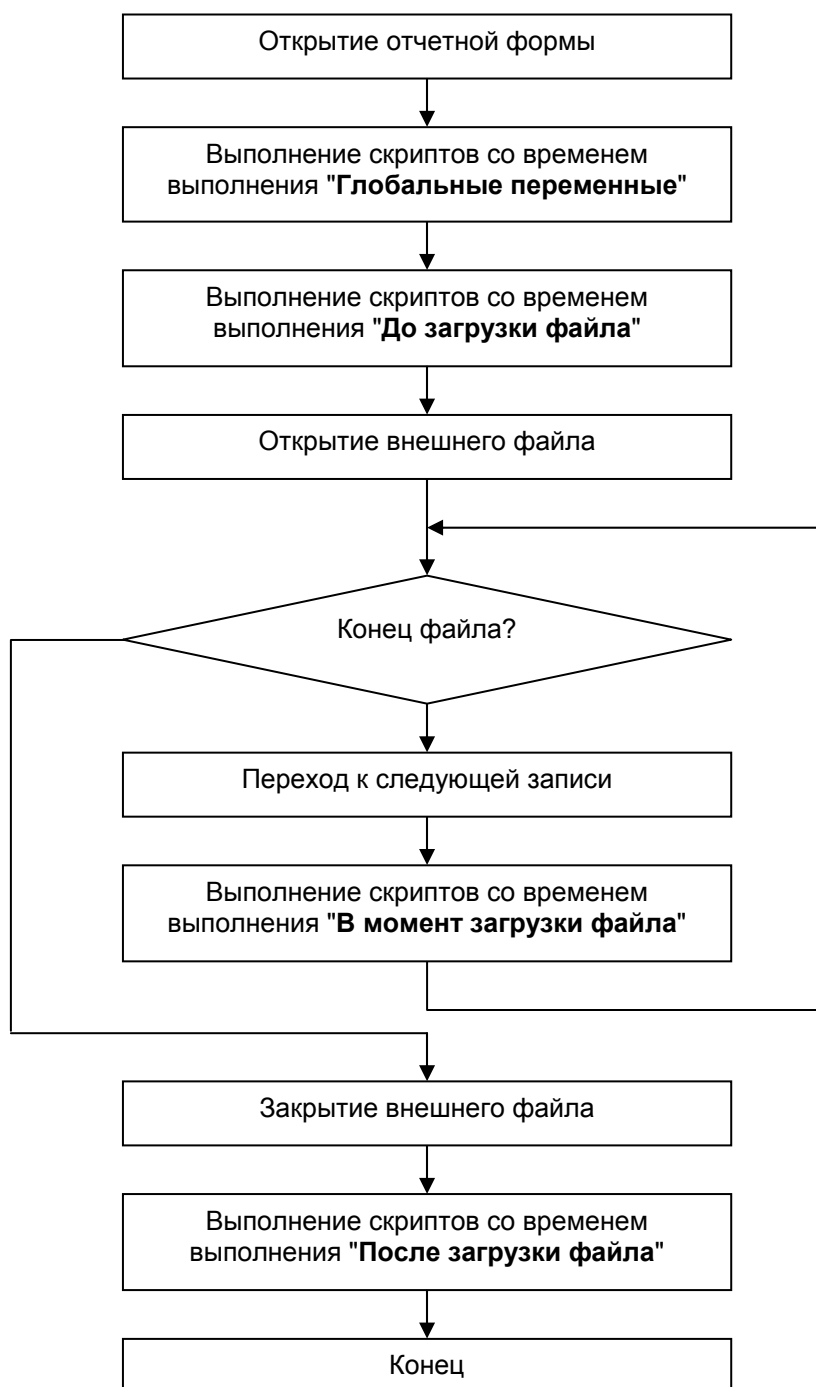 Открытие отчетной формы
Выполнение скриптов со временем
выполнения "Глобальные переменные"
Выполнение скриптов со временем
выполнения "До загрузки файла"
Открытие внешнего файла
Конец файла?
Переход к следующей записи
Выполнение скриптов со временем
выполнения "В момент загрузки файла"
Закрытие внешнего файла
Выполнение скриптов со временем
выполнения "После загрузки файла"
Конец